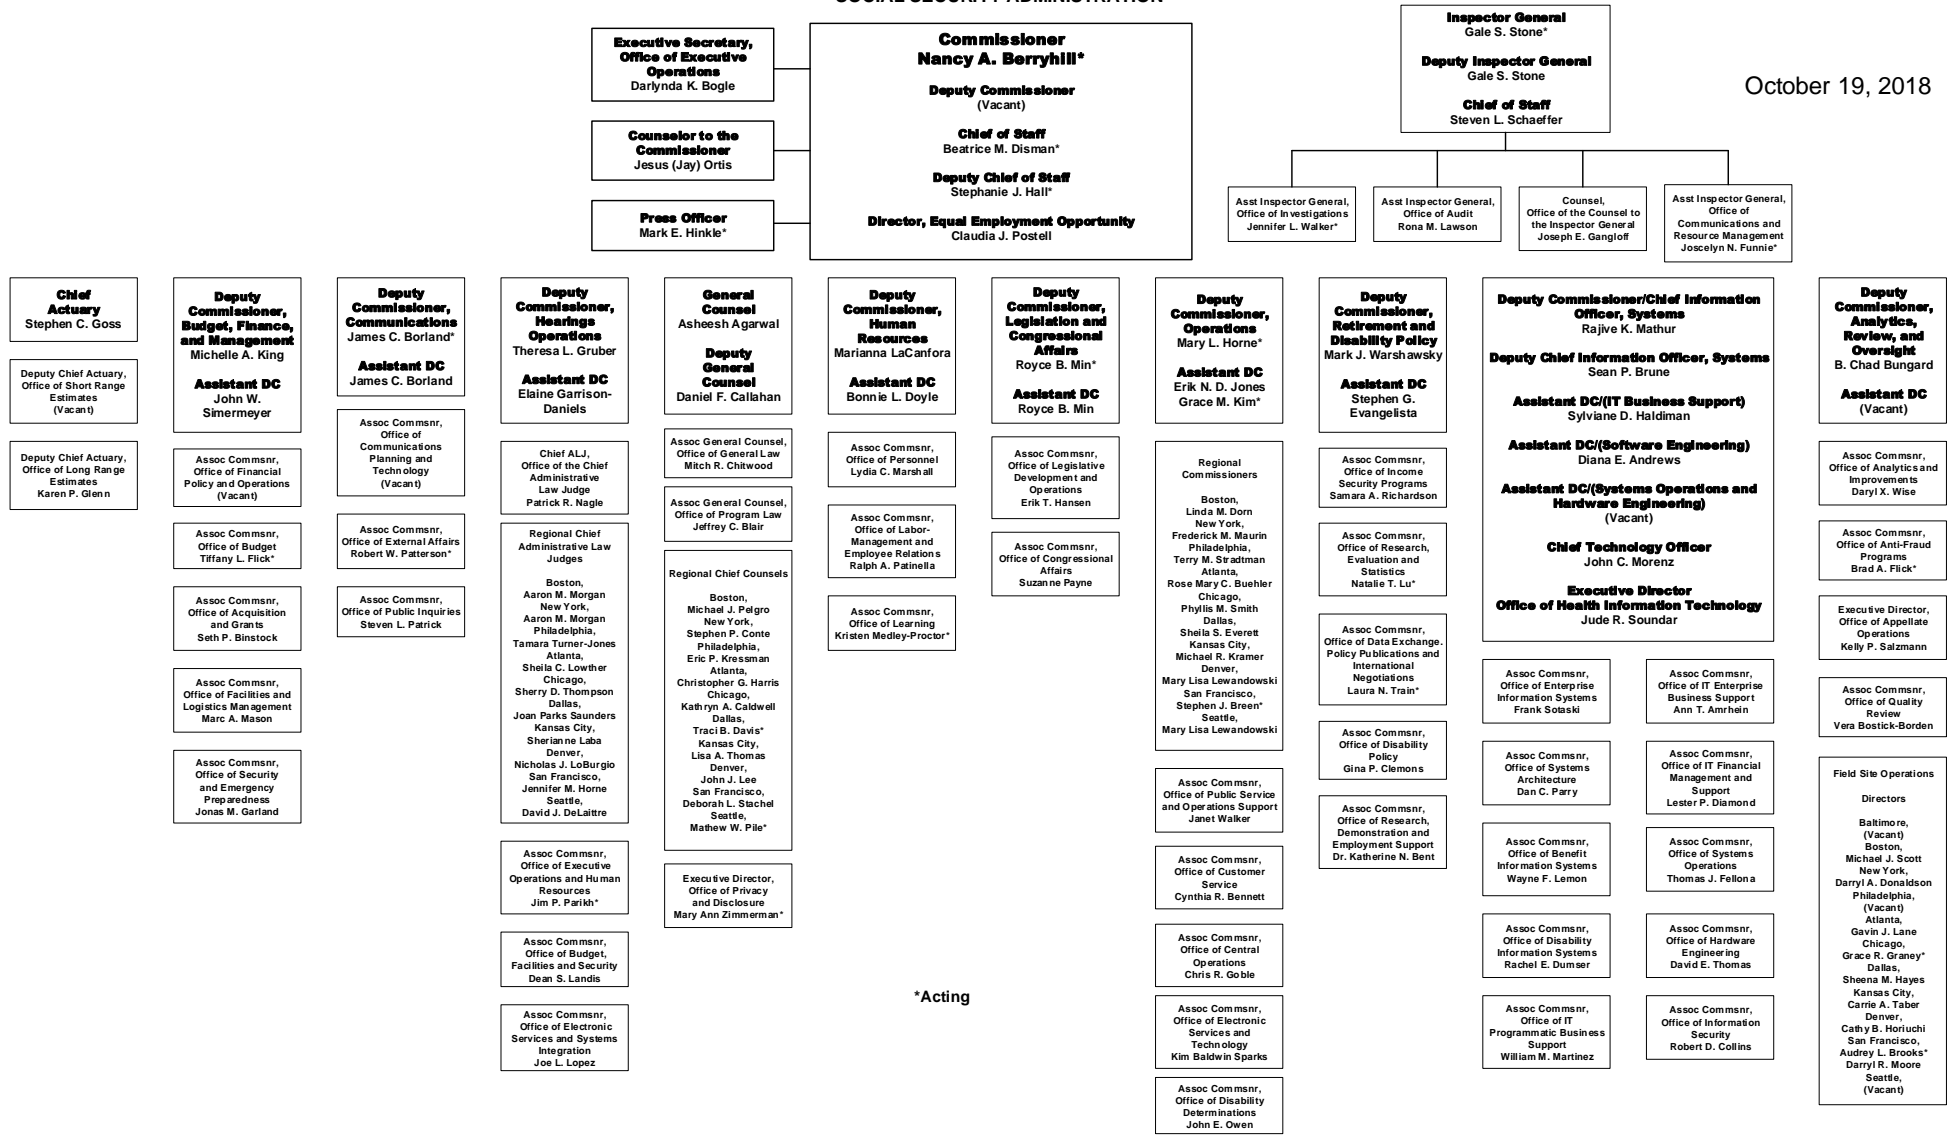 SOCIAL SECURITY ADMINISTRATION
October 19, 2018
Executive Secretary,
Office of Executive
Operations
Darlynda K. Bogle
Counselor to the
Commissioner
Jesus (Jay) Ortis
Press Officer
Mark E. Hinkle*
Commissioner
Nancy A. Berryhill*
Deputy Commissioner
(Vacant)
Chief of Staff
Beatrice M. Disman*
Deputy Chief of Staff
Stephanie J. Hall*
Director, Equal Employment Opportunity
Claudia J. Postell
Inspector General
Gale S. Stone*
Deputy Inspector General
Gale S. Stone
Chief of Staff
Steven L. Schaeffer
Asst Inspector General,
Office of Investigations
Jennifer L. Walker*
Asst Inspector General,
Office of Audit
Rona M. Lawson
Counsel,
Office of the Counsel to
the Inspector General
Joseph E. Gangloff
Asst Inspector General,
Office of
Communications and
Resource Management
Joscelyn N. Funnie*
Chief
Actuary
Stephen C. Goss
Deputy Chief Actuary,
Office of Short Range
Estimates
(Vacant)
Deputy Chief Actuary,
Office of Long Range
Estimates
Karen P. Glenn
Deputy
Commissioner,
Budget, Finance,
and Management
Michelle A. King
Assistant DC
John W.
Simermeyer
Assoc Commsnr,
Office of Financial
Policy and Operations
(Vacant)
Assoc Commsnr,
Office of Budget
Tiffany L. Flick*
Assoc Commsnr,
Office of Acquisition
and Grants
Seth P. Binstock
Assoc Commsnr,
Office of Facilities and
Logistics Management
Marc A. Mason
Assoc Commsnr,
Office of Security
and Emergency
Preparedness
Jonas M. Garland
Deputy
Commissioner,
Communications
James C. Borland*
Assistant DC
James C. Borland
Assoc Commsnr,
Office of
Communications
Planning and
Technology
(Vacant)
Assoc Commsnr,
Office of External Affairs
Robert W. Patterson*
Assoc Commsnr,
Office of Public Inquiries
Steven L. Patrick
Deputy
Commissioner,
Hearings
Operations
Theresa L. Gruber
Assistant DC
Elaine Garrison-
Daniels
Chief ALJ,
Office of the Chief
Administrative
Law Judge
Patrick R. Nagle
Regional Chief
Administrative Law
Judges
Boston,
Aaron M. Morgan
New York,
Aaron M. Morgan
Philadelphia,
Tamara Turner-Jones
Atlanta,
Sheila C. Lowther
Chicago,
Sherry D. Thompson
Dallas,
Joan Parks Saunders
Kansas City,
Sherianne Laba
Denver,
Nicholas J. LoBurgio
San Francisco,
Jennifer M. Horne
Seattle,
David J. DeLaittre
Assoc Commsnr,
Office of Executive
Operations and Human
Resources
Jim P. Parikh*
Assoc Commsnr,
Office of Budget,
Facilities and Security
Dean S. Landis
Assoc Commsnr,
Office of Electronic
Services and Systems
Integration
Joe L. Lopez
General
Counsel
Asheesh Agarwal
Deputy
General
Counsel
Daniel F. Callahan
Assoc General Counsel,
Office of General Law
Mitch R. Chitwood
Assoc General Counsel,
Office of Program Law
Jeffrey C. Blair
Regional Chief Counsels
Boston,
Michael J. Pelgro
New York,
Stephen P. Conte
Philadelphia,
Eric P. Kressman
Atlanta,
Christopher G. Harris
Chicago,
Kathryn A. Caldwell
Dallas,
Traci B. Davis*
Kansas City,
Lisa A. Thomas
Denver,
John J. Lee
San Francisco,
Deborah L. Stachel
Seattle,
Mathew W. Pile*
Executive Director,
Office of Privacy
and Disclosure
Mary Ann Zimmerman*
Deputy
Commissioner,
Human
Resources
Marianna LaCanfora
Assistant DC
Bonnie L. Doyle
Assoc Commsnr,
Office of Personnel
Lydia C. Marshall
Assoc Commsnr,
Office of Labor-
Management and
Employee Relations
Ralph A. Patinella
Assoc Commsnr,
Office of Learning
Kristen Medley-Proctor*
Deputy
Commissioner,
Legislation and
Congressional
Affairs
Royce B. Min*
Assistant DC
Royce B. Min
Assoc Commsnr,
Office of Legislative
Development and
Operations
Erik T. Hansen
Assoc Commsnr,
Office of Congressional
Affairs
Suzanne Payne
Deputy
Commissioner,
Operations
Mary L. Horne*
Assistant DC
Erik N. D. Jones
Grace M. Kim*
Regional
Commissioners
Boston,
Linda M. Dorn
New York,
Frederick M. Maurin
Philadelphia,
Terry M. Stradtman
Atlanta,
Rose Mary C. Buehler
Chicago,
Phyllis M. Smith
Dallas,
Sheila S. Everett
Kansas City,
Michael R. Kramer
Denver,
Mary Lisa Lewandowski
San Francisco,
Stephen J. Breen*
Seattle,
Mary Lisa Lewandowski
Assoc Commsnr,
Office of Public Service
and Operations Support
Janet Walker
Assoc Commsnr,
Office of Customer
Service
Cynthia R. Bennett
Assoc Commsnr,
Office of Central
Operations
Chris R. Goble
Assoc Commsnr,
Office of Electronic
Services and
Technology
Kim Baldwin Sparks
Assoc Commsnr,
Office of Disability
Determinations
John E. Owen
Deputy
Commissioner,
Retirement and
Disability Policy
Mark J. Warshawsky
Assistant DC
Stephen G.
Evangelista
Assoc Commsnr,
Office of Income
Security Programs
Samara A. Richardson
Assoc Commsnr,
Office of Research,
Evaluation and
Statistics
Natalie T. Lu*
Assoc Commsnr,
Office of Data Exchange.
Policy Publications and
International
Negotiations
Laura N. Train*
Assoc Commsnr,
Office of Disability
Policy
Gina P. Clemons
Assoc Commsnr,
Office of Research,
Demonstration and
Employment Support
Dr. Katherine N. Bent
Deputy Commissioner/Chief Information
Officer, Systems
Rajive K. Mathur
Deputy Chief Information Officer, Systems
Sean P. Brune
Assistant DC/(IT Business Support)
Sylviane D. Haldiman
Assistant DC/(Software Engineering)
Diana E. Andrews
Assistant DC/(Systems Operations and
Hardware Engineering)
(Vacant)
Chief Technology Officer
John C. Morenz
Executive Director
Office of Health Information Technology
Jude R. Soundar
Assoc Commsnr,
Office of Enterprise
Information Systems
Frank Sotaski
Assoc Commsnr,
Office of Systems
Architecture
Dan C. Parry
Assoc Commsnr,
Office of Benefit
Information Systems
Wayne F. Lemon
Assoc Commsnr,
Office of Disability
Information Systems
Rachel E. Dumser
Assoc Commsnr,
Office of IT
Programmatic Business
Support
William M. Martinez
Assoc Commsnr,
Office of IT Enterprise
Business Support
Ann T. Amrhein
Assoc Commsnr,
Office of IT Financial
Management and
Support
Lester P. Diamond
Assoc Commsnr,
Office of Systems
Operations
Thomas J. Fellona
Assoc Commsnr,
Office of Hardware
Engineering
David E. Thomas
Assoc Commsnr,
Office of Information
Security
Robert D. Collins
Deputy
Commissioner,
Analytics,
Review, and
Oversight
B. Chad Bungard
Assistant DC
(Vacant)
Assoc Commsnr,
Office of Analytics and
Improvements
Daryl X. Wise
Assoc Commsnr,
Office of Anti-Fraud
Programs
Brad A. Flick*
Executive Director,
Office of Appellate
Operations
Kelly P. Salzmann
Assoc Commsnr,
Office of Quality
Review
Vera Bostick-Borden
Field Site Operations
Directors
Baltimore,
(Vacant)
Boston,
Michael J. Scott
New York,
Darryl A. Donaldson
Philadelphia,
(Vacant)
Atlanta,
Gavin J. Lane
Chicago,
Grace R. Graney*
Dallas,
Sheena M. Hayes
Kansas City,
Carrie A. Taber
Denver,
Cathy B. Horiuchi
San Francisco,
Audrey L. Brooks*
Darryl R. Moore
Seattle,
(Vacant)
*Acting